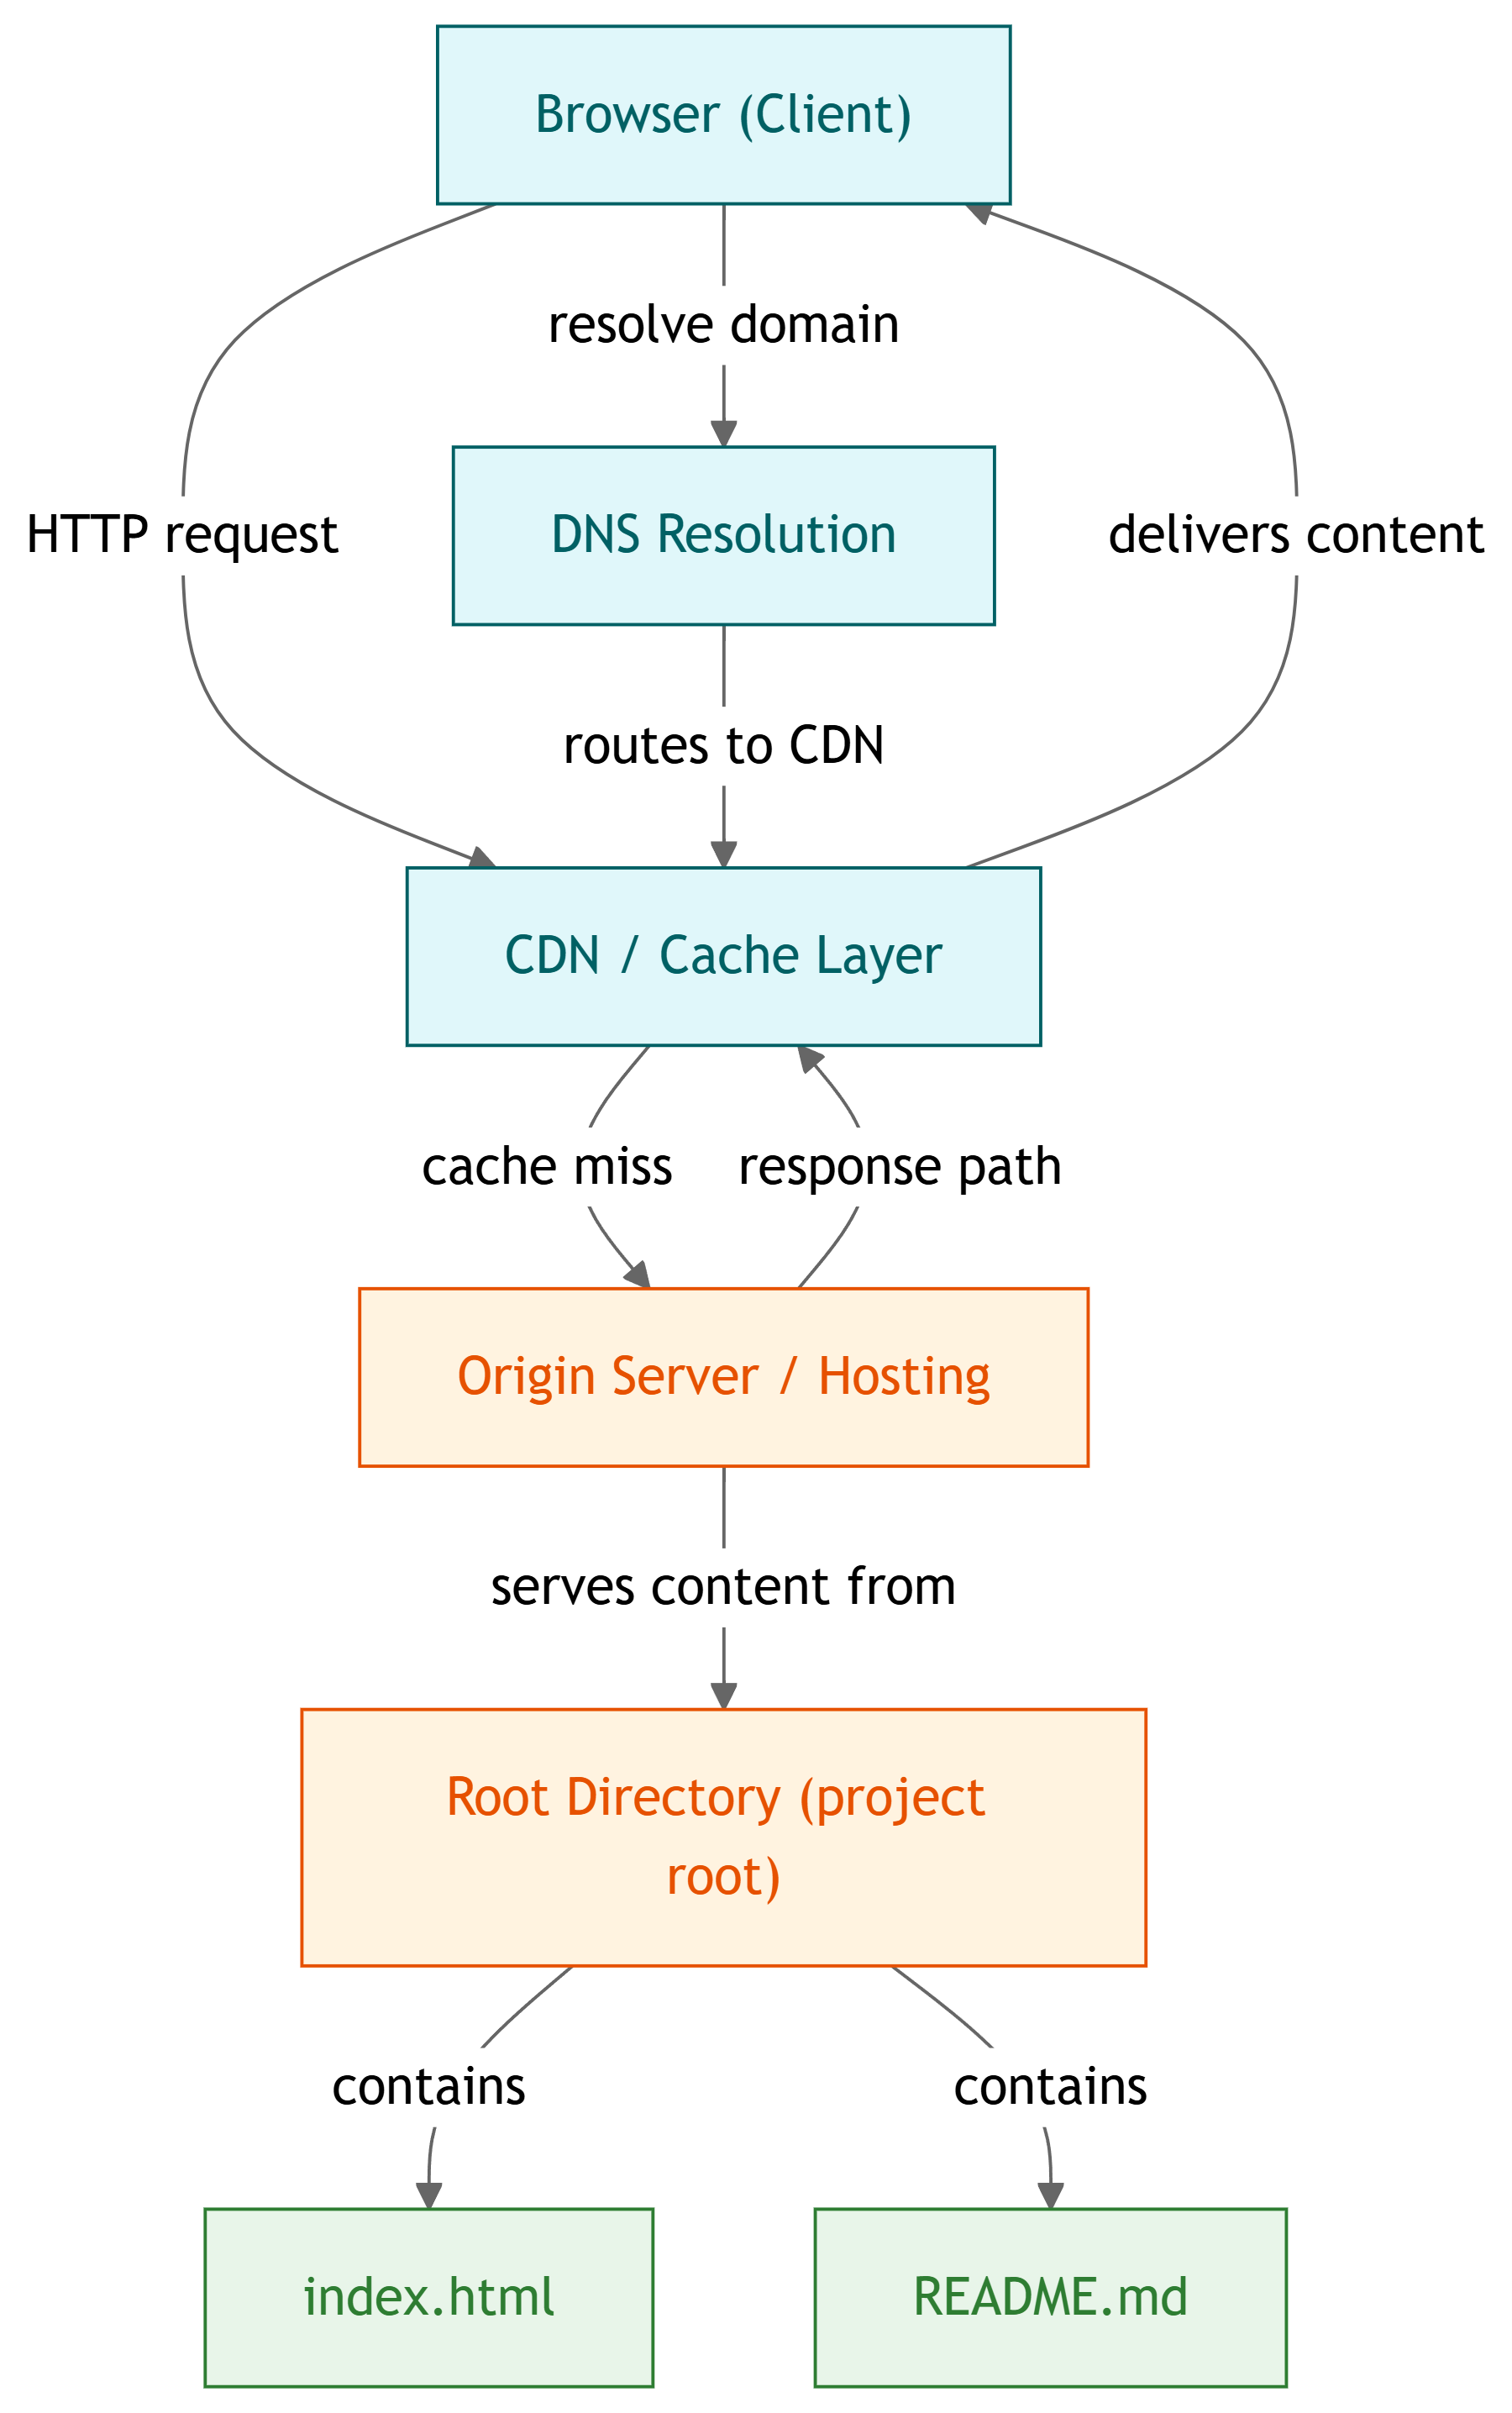 Browser (Client)
resolve domain
HTTP request
DNS Resolution
delivers content
routes to CDN
CDN / Cache Layer
cache miss
response path
Origin Server / Hosting
serves content from
Root Directory (project
root)
contains
contains
index.html
README.md